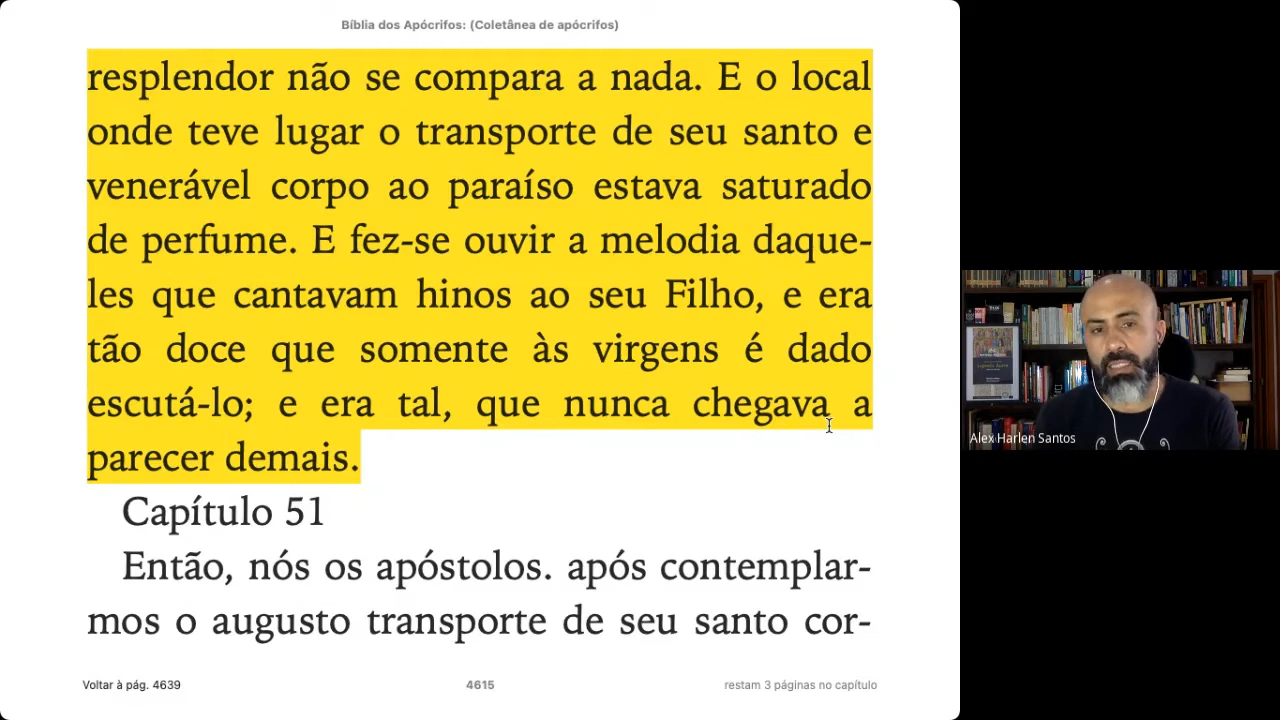 Bíblia dos Apócrifos: (Coletânea de apócrifos)
resplendor não se compara a nada. E o local
onde teve lugar o transporte de seu santo e
venerável corpo ao paraíso estava saturado
de perfume. E fez-se ouvir a melodia daque-
les que cantavam hinos ao seu Filho, e era
tão doce que somente às virgens é dado
escutá-lo; e era tal, que nunca chegava a
parecer demais.
Capítulo 51
Então, nós os apóstolos. após contemplar-
mos o augusto transporte de seu santo cor-
Voltar à pág. 4639
4615
restam 3 páginas no capítulo
Alex Harlen Santos